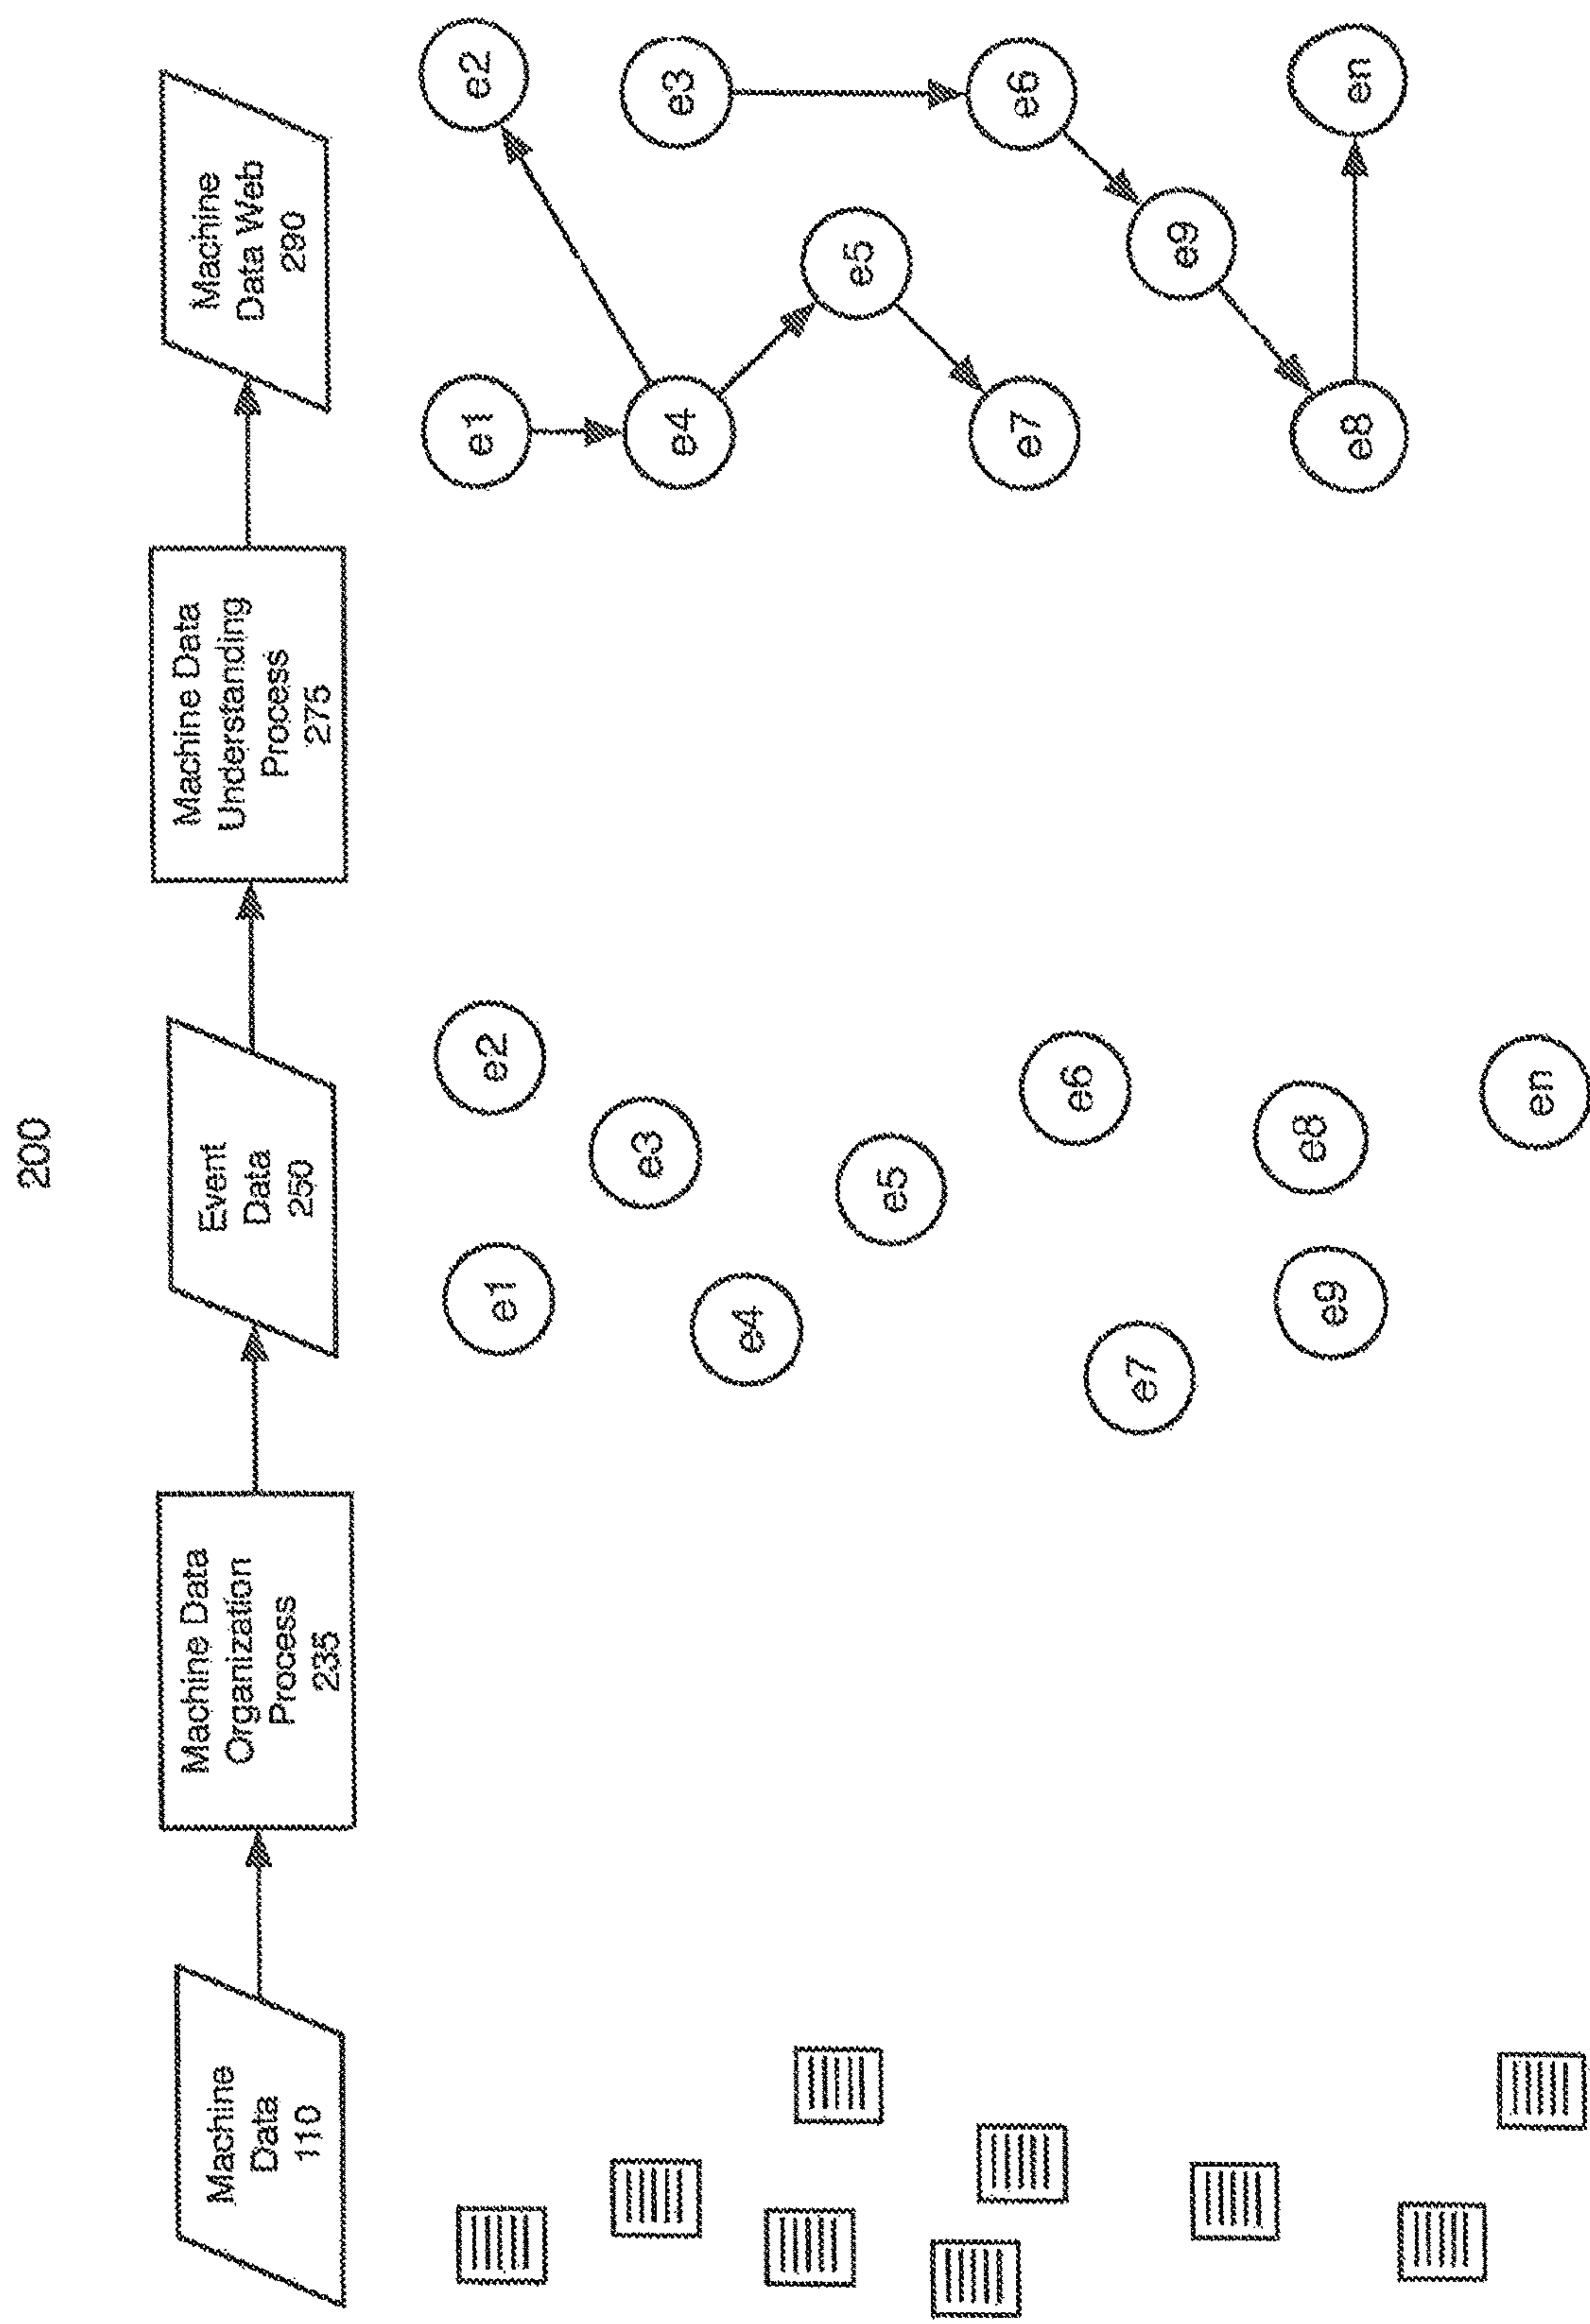 200
Machine
Data
110
Machine Data
Organization
Process
235
Event
Data
250
Machine Data
Understanding
Process
275
Machine
Data Web
290
e1
e2
e3
e4
e5
e6
e7
e8
e9
en
e1
e2
e4
e3
e5
e7
e6
e9
e8
en